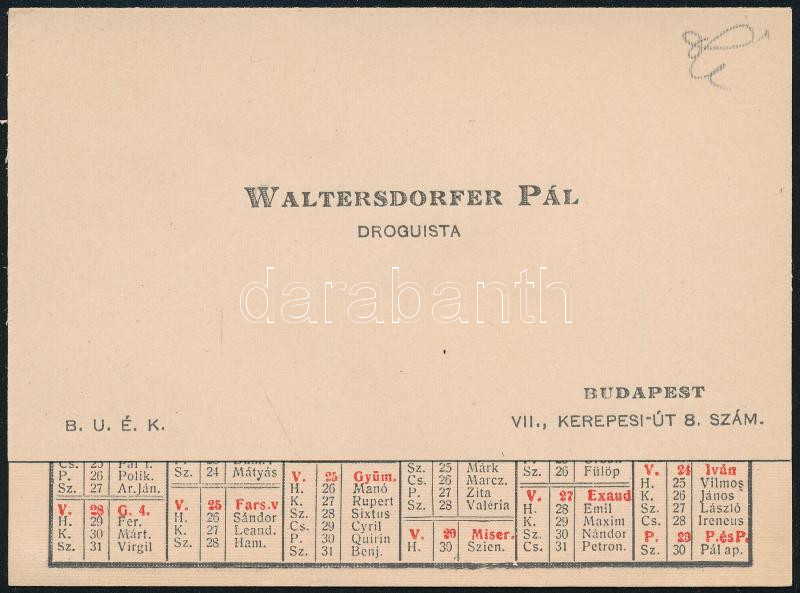 WALTERSDORFER PÁL
DROGUISTA
darabanth
BUDAPEST
B. U. É. K.
VII., KEREPESI-ÚT 8. SZÁM.
Cs. 25 Pál f.
P. 26 Polik.
Sz. 27 Ar.Ján.
V. 28 G. 4.
H. 29 Fer.
K. 30 Márt.
Sz. 31 Virgil
Sz. 24 Mátyás
V. 25 Fars.v
H. 26 Sándor
K. 27 Leand.
Sz. 28 Ham.
V. 25 Gyüm.
H. 26 Manó
K. 27 Rupert
Sz. 28 Sixtus
Cs. 29 Cyril
P. 30 Quirin
Sz. 31 Benj.
Sz. 25 Márk
Cs. 26 Marcz.
P. 27 Zita
Sz. 28 Valéria
V. 29 Miser.
H. 30 Szien.
Sz. 26 Fülöp
V. 27 Exaud
H. 28 Emil
K. 29 Maxim
Sz. 30 Nándor
Cs. 31 Petron.
V. 24 Iván
H. 25 Vilmos
K. 26 János
Sz. 27 László
Cs. 28 Ireneus
P. 29 P.ésP.
Sz. 30 Pál ap.